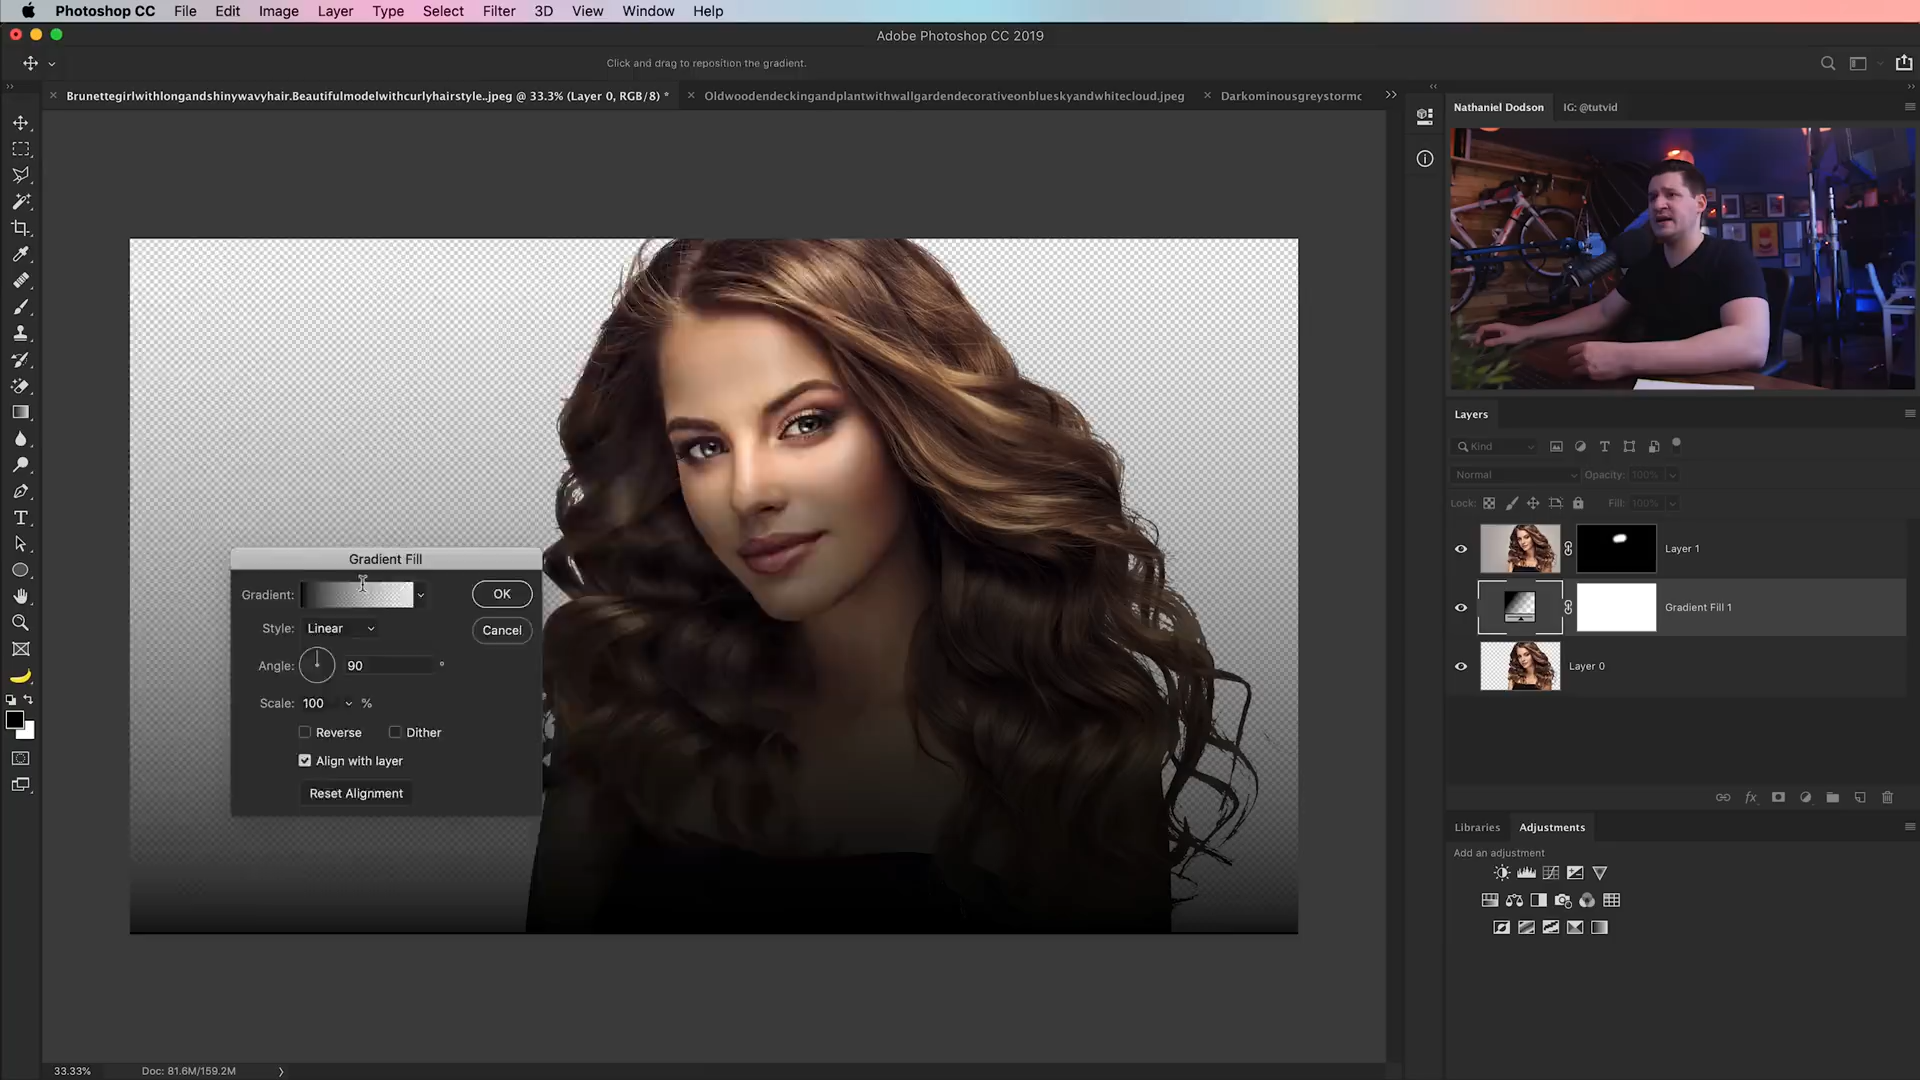 Photoshop CC File Edit Image Layer Type Select Filter 3D View Window Help
Adobe Photoshop CC 2019
Click and drag to reposition the gradient.
Brunettegirlwithlongandshinywavyhair.Beautifulmodelwithcurlyhairstyle..jpeg @ 33.3% (Layer 0, RGB/8) *
Oldwoodendeckingandplantwithwallgardendecorativeonblueskyandwhitecloud.jpeg
Darkominousgreystormc
Nathaniel Dodson IG: @tutvid
Layers
Kind
Normal Opacity: 100%
Lock: Fill: 100%
Layer 1
Gradient Fill 1
Layer 0
Gradient Fill
Gradient:
OK
Style: Linear
Cancel
Angle: 90 °
Scale: 100 %
Reverse Dither
Align with layer
Reset Alignment
Libraries Adjustments
Add an adjustment
33.33% Doc: 81.6M/159.2M